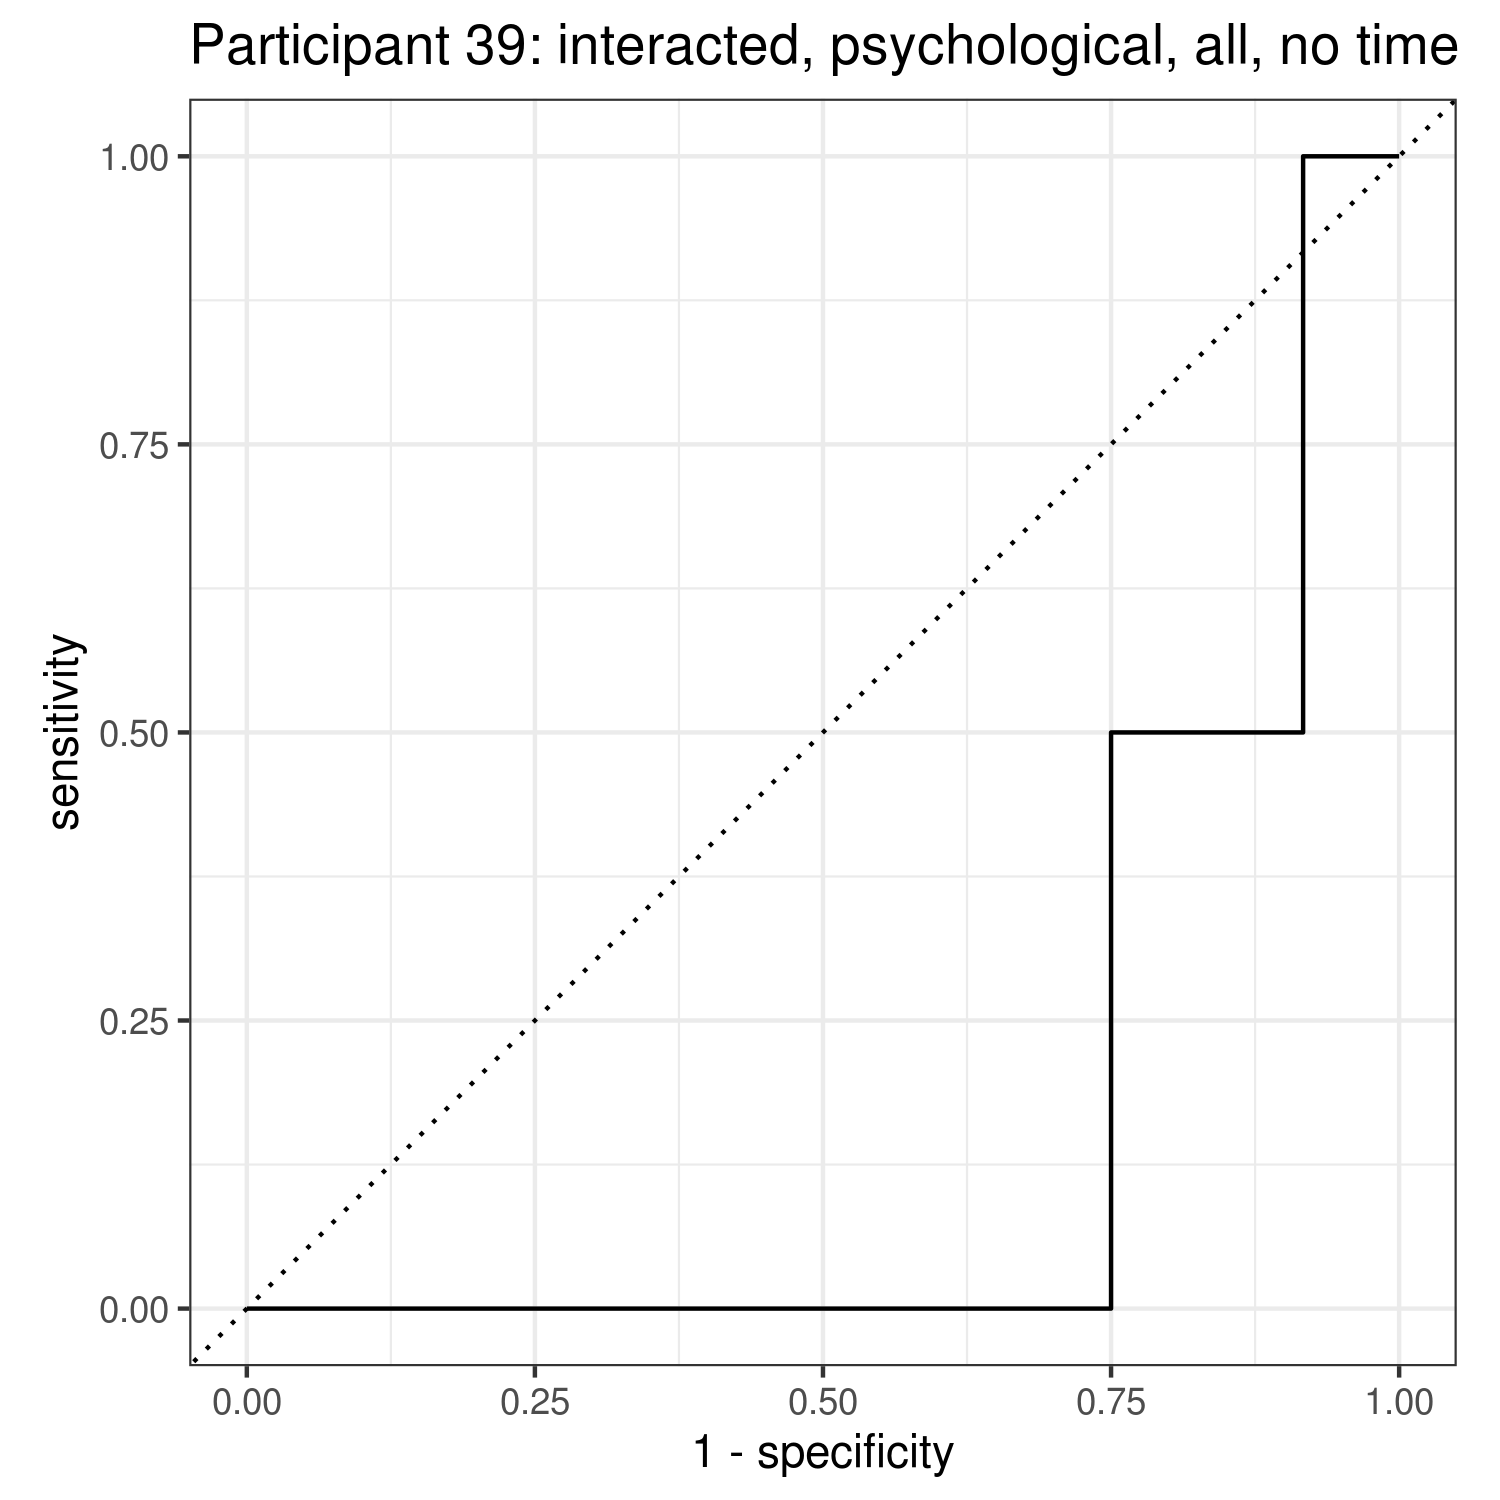 Participant 39: interacted, psychological, all, no time
1.00
0.75
0.50
0.25
0.00
sensitivity
0.00 0.25 0.50 0.75 1.00
1 - specificity